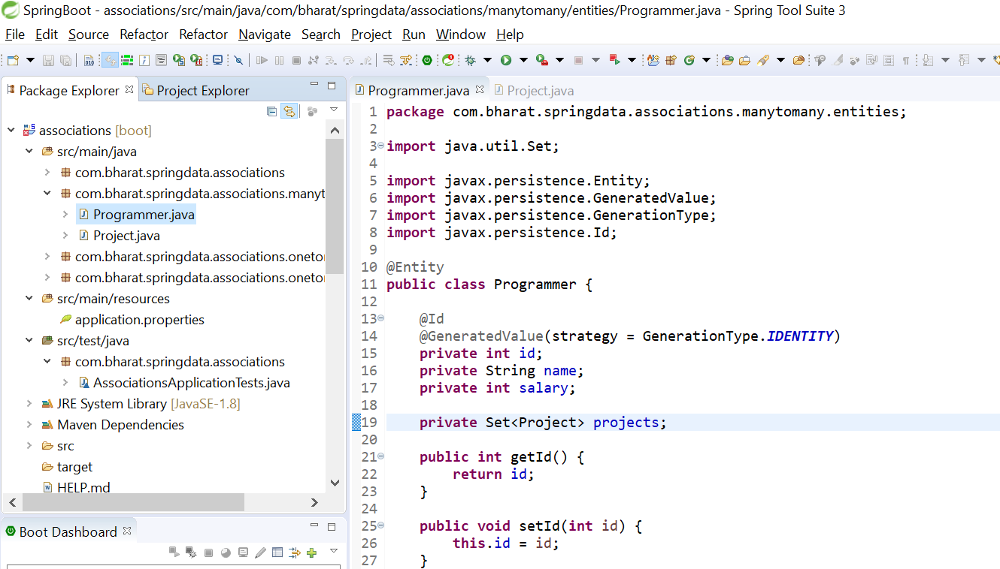 SpringBoot - associations/src/main/java/com/bharat/springdata/associations/manytomany/entities/Programmer.java - Spring Tool Suite 3
File Edit Source Refactor Refactor Navigate Search Project Run Window Help
Package Explorer Project Explorer
associations [boot]
src/main/java
com.bharat.springdata.associations
com.bharat.springdata.associations.manyt
Programmer.java
Project.java
com.bharat.springdata.associations.oneto
com.bharat.springdata.associations.oneto
src/main/resources
application.properties
src/test/java
com.bharat.springdata.associations
AssociationsApplicationTests.java
JRE System Library [JavaSE-1.8]
Maven Dependencies
src
target
HELP.md
Boot Dashboard
Programmer.java Project.java
1 package com.bharat.springdata.associations.manytomany.entities;
2
3 import java.util.Set;
4
5 import javax.persistence.Entity;
6 import javax.persistence.GeneratedValue;
7 import javax.persistence.GenerationType;
8 import javax.persistence.Id;
9
10 @Entity
11 public class Programmer {
12
13 @Id
14 @GeneratedValue(strategy = GenerationType.IDENTITY)
15 private int id;
16 private String name;
17 private int salary;
18
19 private Set<Project> projects;
20
21 public int getId() {
22 return id;
23 }
24
25 public void setId(int id) {
26 this.id = id;
27 }